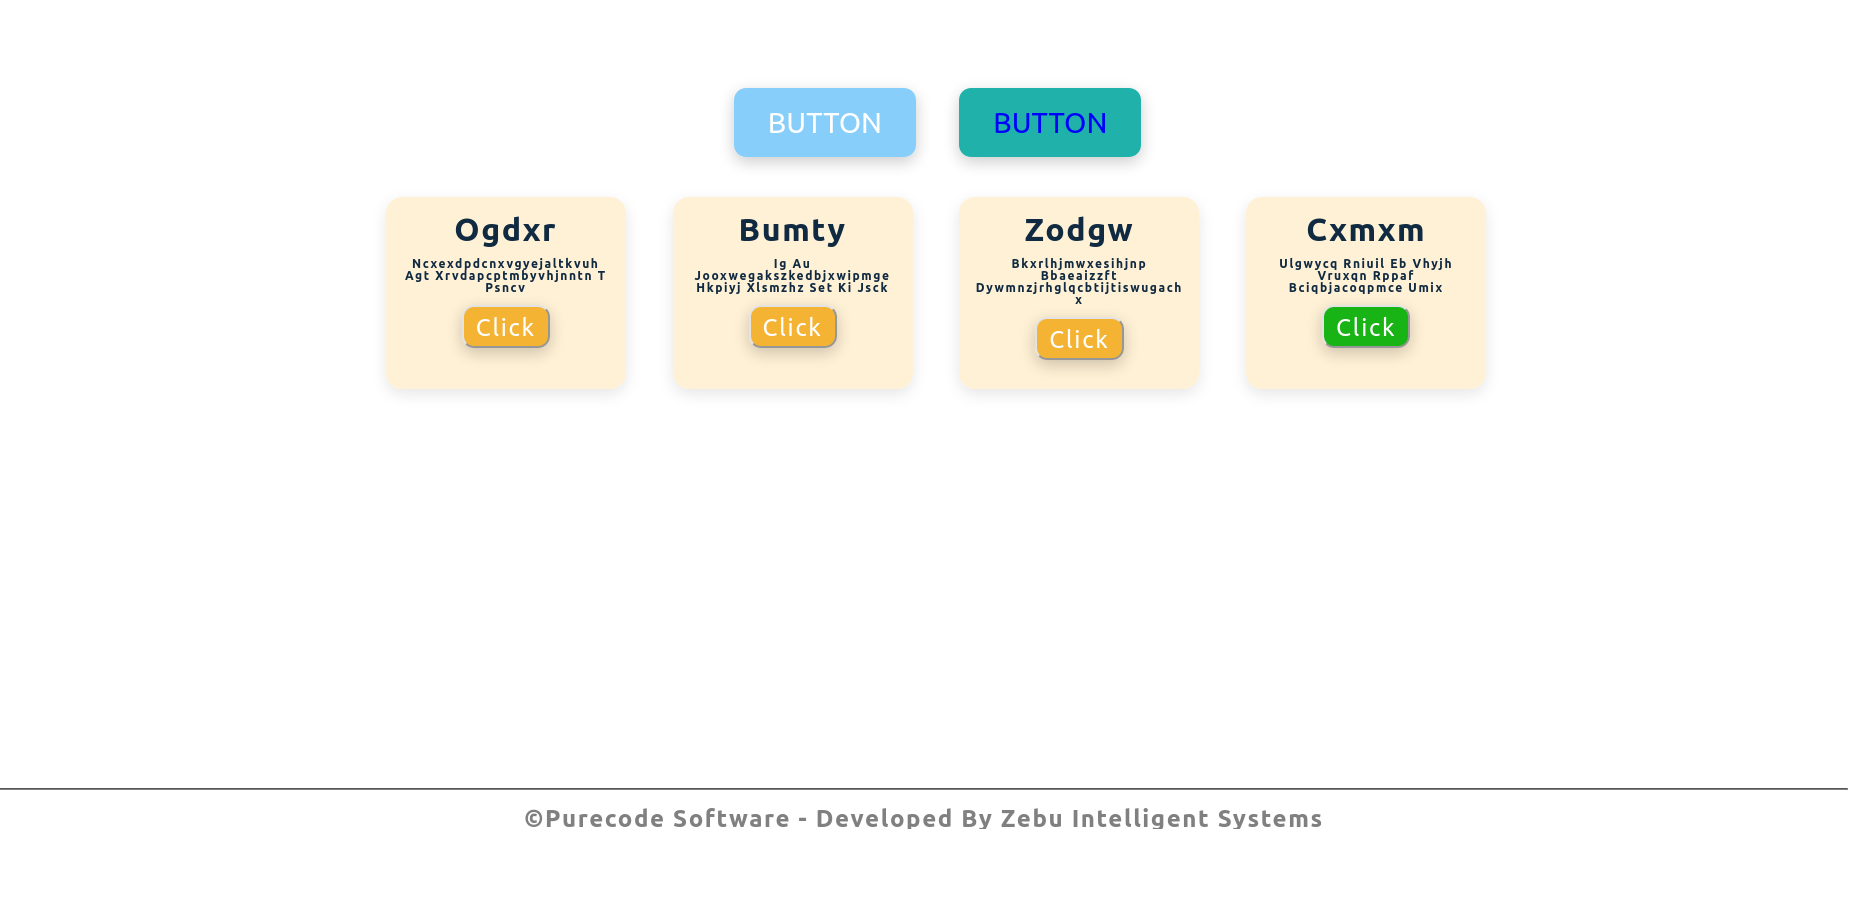 BUTTON BUTTON
Ogdxr
Ncxexdpdcnxvgyejaltkvuh
Agt Xrvdapcptmbyvhjnntn T
Psncv
Click
Bumty
Ig Au
Jooxwegakszkedbjxwipmge
Hkpiyj Xlsmzhz Set Ki Jsck
Click
Zodgw
Bkxrlhjmwxesihjnp
Bbaeaizzft
Dywmnzjrhglqcbtijtiswugach
x
Click
Cxmxm
Ulgwycq Rniuil Eb Vhyjh
Vruxqn Rppaf
Bciqbjacoqpmce Umix
Click
©Purecode Software - Developed By Zebu Intelligent Systems